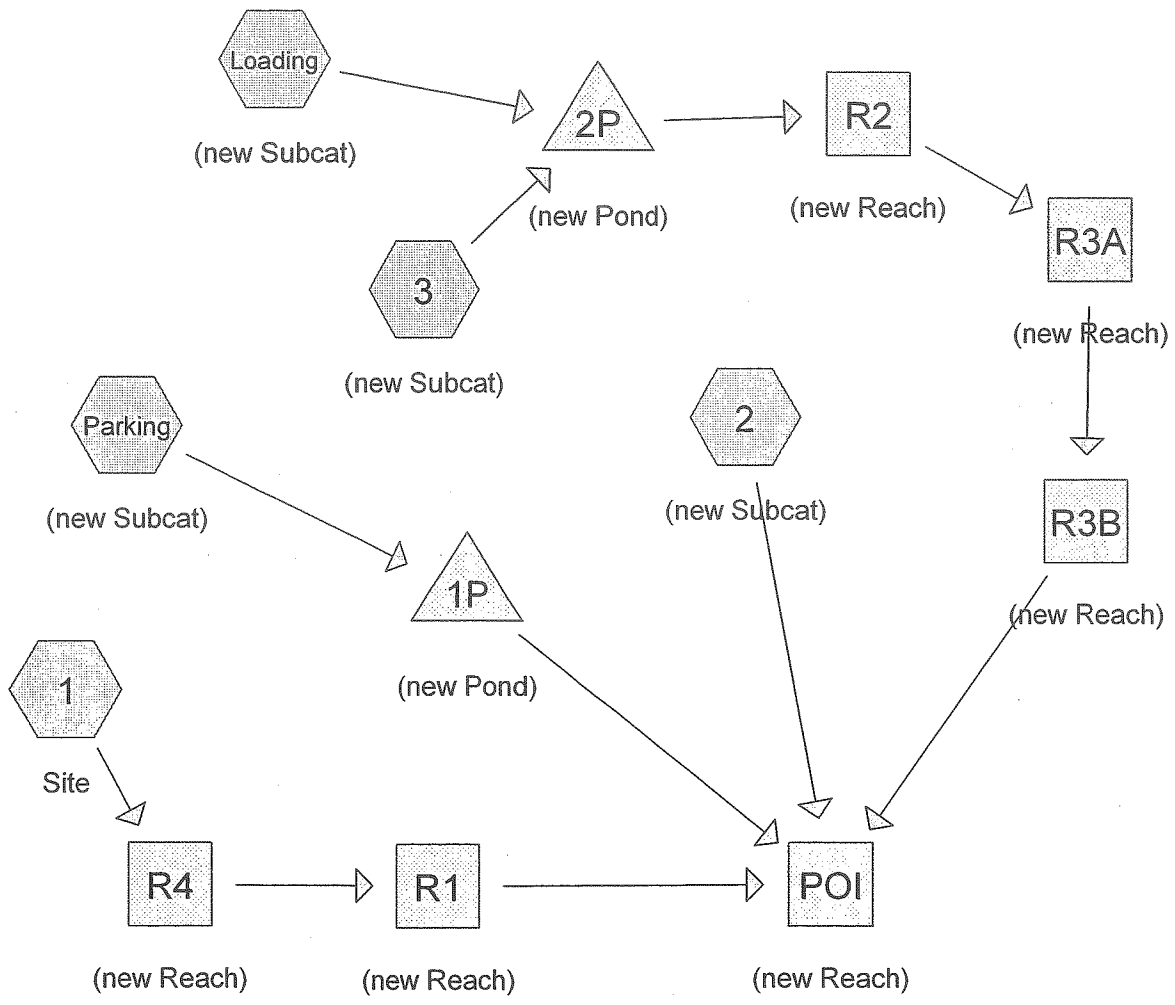 Loading
(new Subcat)
2P
(new Pond)
R2
(new Reach)
R3A
(new Reach)
3
(new Subcat)
Parking
(new Subcat)
2
(new Subcat)
R3B
(new Reach)
1P
(new Pond)
1
Site
R4
(new Reach)
R1
(new Reach)
POI
(new Reach)